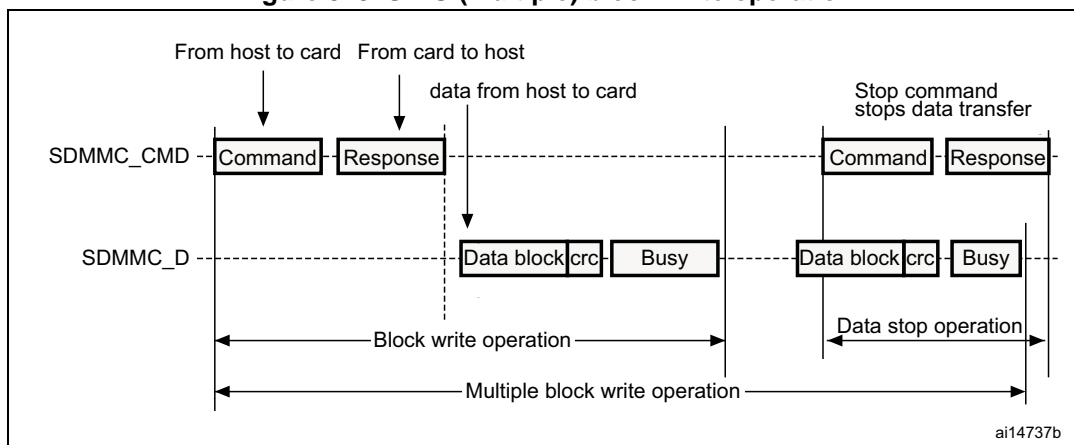 From host to card From card to host
data from host to card
Stop command
stops data transfer
SDMMC_CMD Command Response Command Response
SDMMC_D Data block crc Busy Data block crc Busy
Block write operation Data stop operation
Multiple block write operation
ai14737b